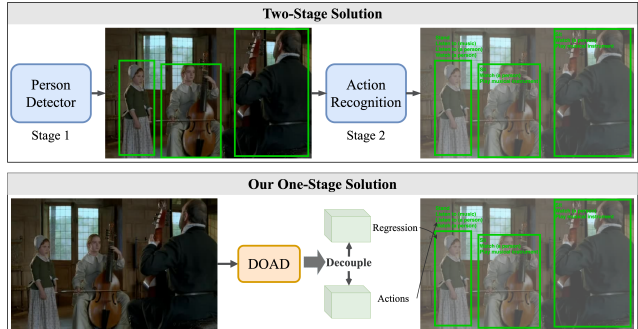 Two-Stage Solution
Person
Detector
Stage 1
Action
Recognition
Stage 2
Our One-Stage Solution
DOAD
Decouple
Regression
Actions